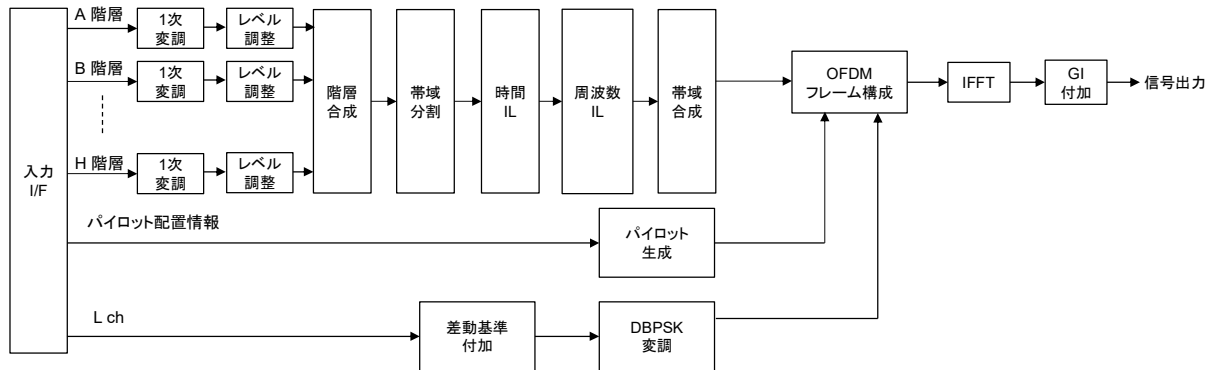 A 階層
1次
変調
レベル
調整
B 階層
1次
変調
レベル
調整
H 階層
1次
変調
レベル
調整
入力
I/F
階層
合成
帯域
分割
時間
IL
周波数
IL
帯域
合成
OFDM
フレーム構成
IFFT
GI
付加
信号出力
パイロット配置情報
パイロット
生成
L ch
差動基準
付加
DBPSK
変調